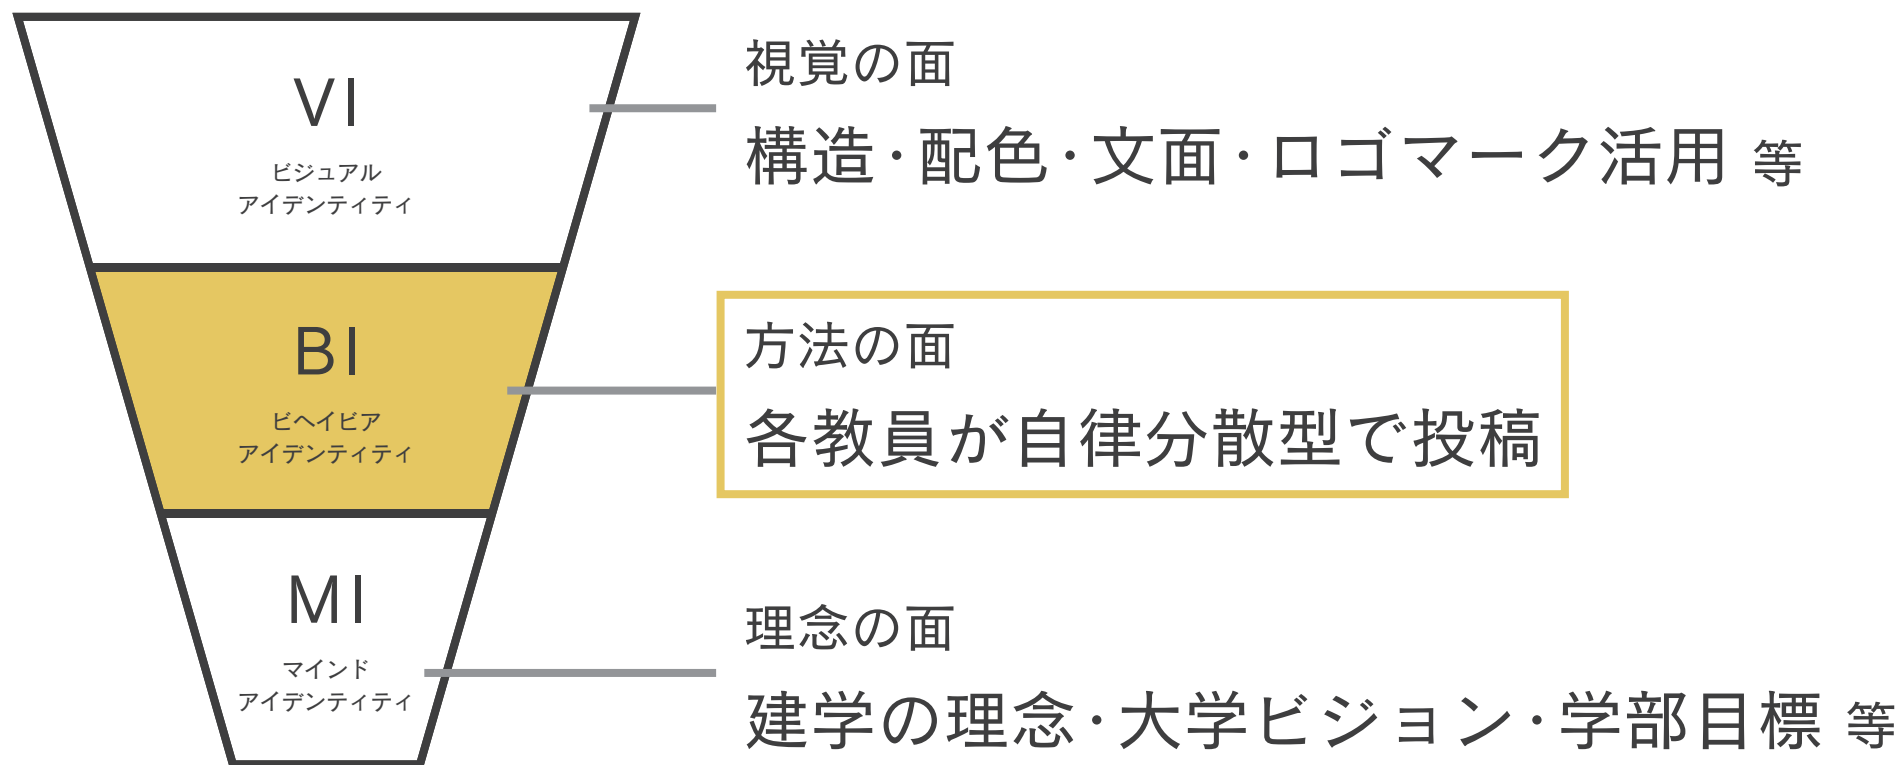 VI
ビジュアル
アイデンティティ
視覚の面
構造・配色・文面・ロゴマーク活用 等
BI
ビヘイビア
アイデンティティ
方法の面
各教員が自律分散型で投稿
MI
マインド
アイデンティティ
理念の面
建学の理念・大学ビジョン・学部目標 等